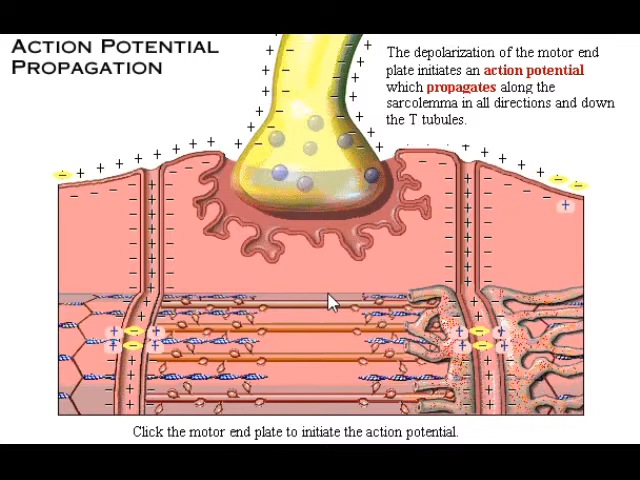 ACTION POTENTIAL
PROPAGATION
The depolarization of the motor end
plate initiates an action potential
which propagates along the
sarcolemma in all directions and down
the T tubules.
Click the motor end plate to initiate the action potential.